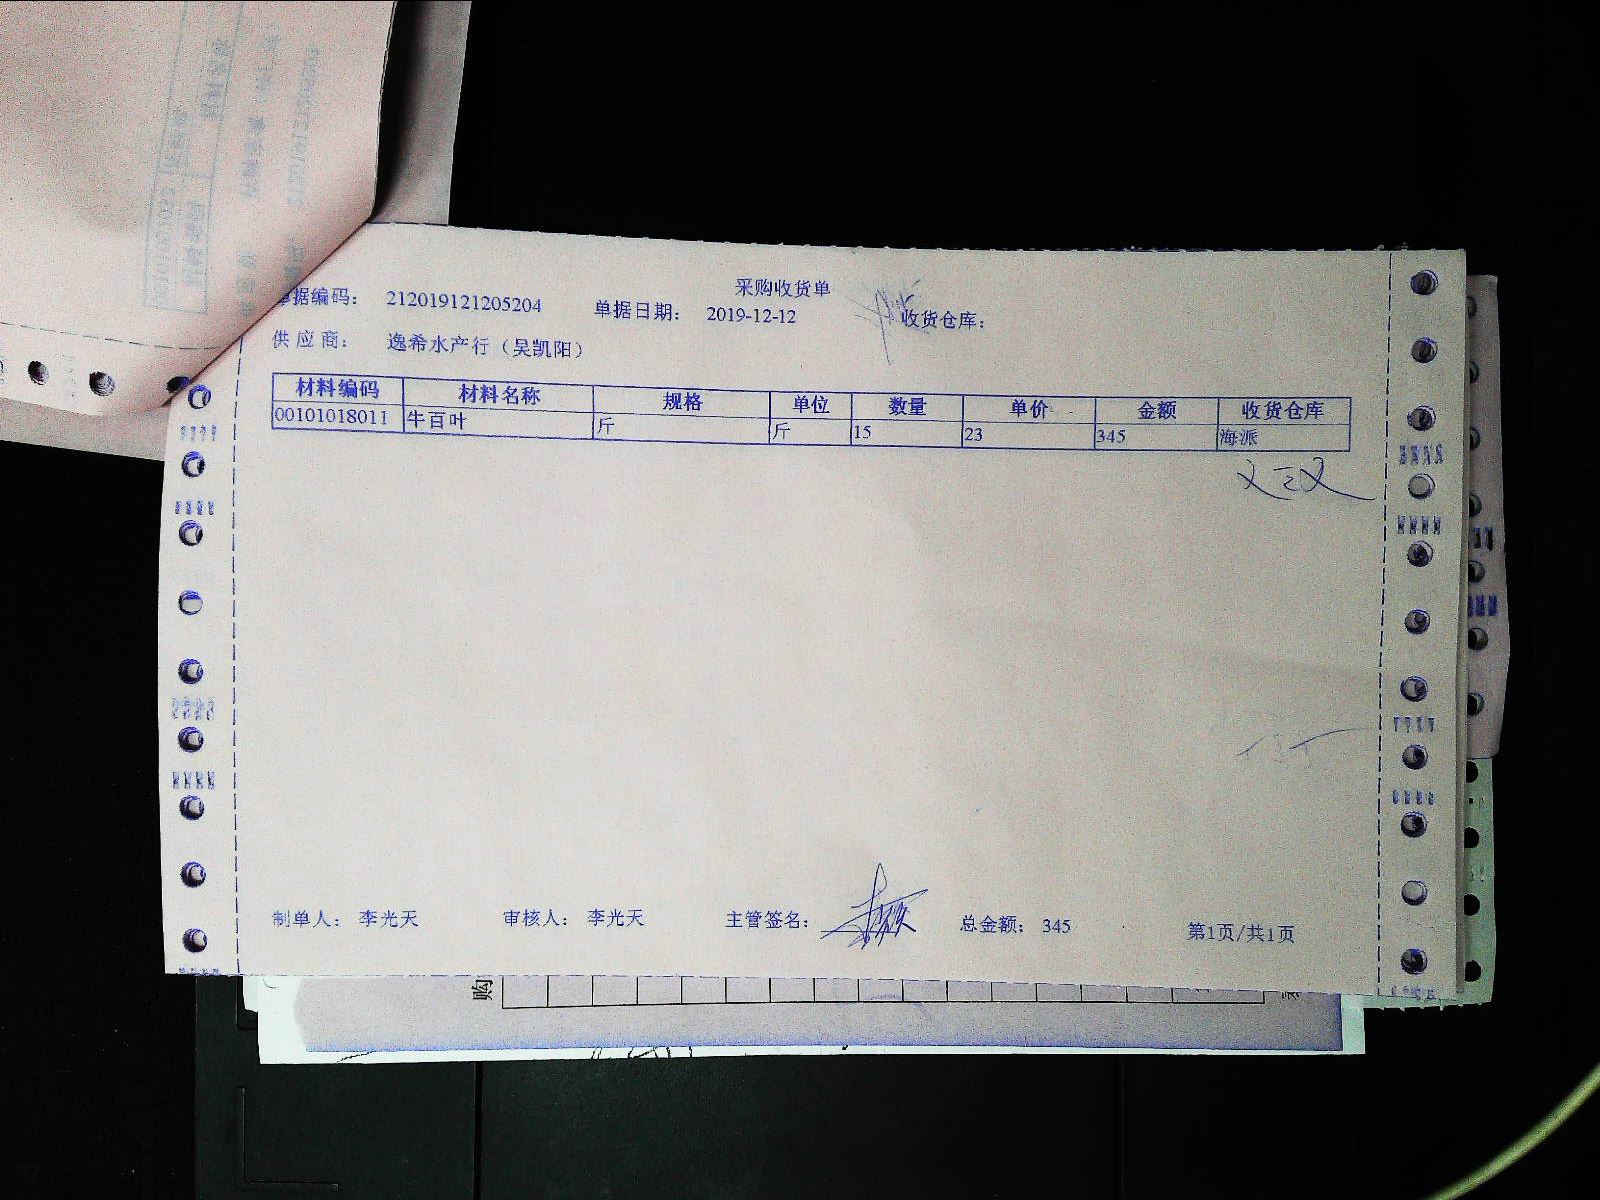 采购收货单
单据编码： 212019121205204 单据日期： 2019-12-12 收货仓库：
供应商： 逸希水产行（吴凯阳）
材料编码 材料名称 规格 单位 数量 单价 金额 收货仓库
00101018011 牛百叶 斤 斤 15 23 345 海派
制单人： 李光天 审核人： 李光天 主管签名： 总金额： 345 第1页/共1页
购